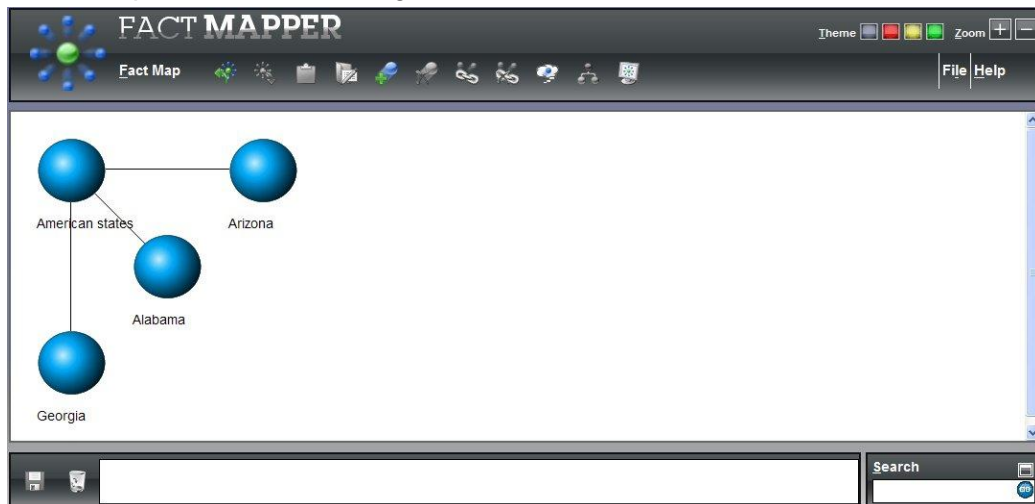 FACT MAPPER
Theme Zoom
Fact Map
File Help
American states
Arizona
Alabama
Georgia
Search